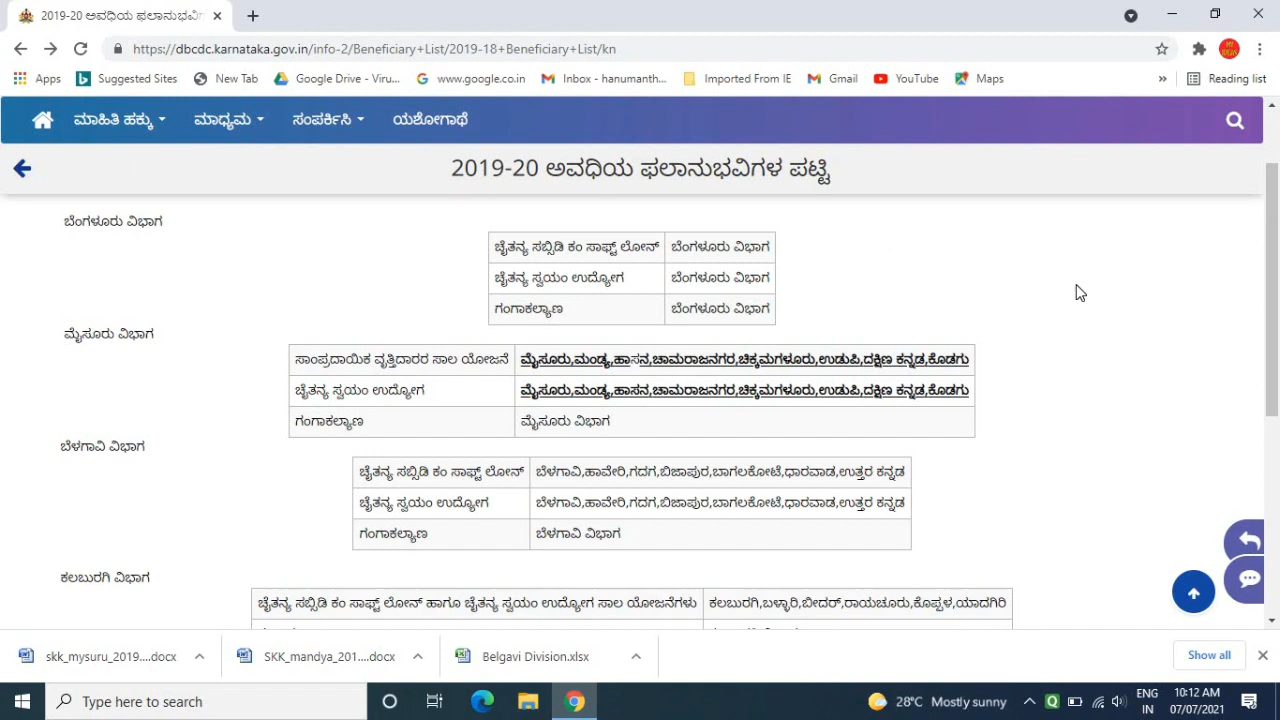 2019-20 ಅವಧಿಯ ಫಲಾನುಭವಿ
https://dbcdc.karnataka.gov.in/info-2/Beneficiary+List/2019-18+Beneficiary+List/kn
Apps Suggested Sites New Tab Google Drive - Viru... www.google.co.in Inbox - hanumanth... Imported From IE Gmail YouTube Maps » Reading list
ಮಾಹಿತಿ ಹಕ್ಕು ಮಾಧ್ಯಮ ಸಂಪರ್ಕಿಸಿ ಯಶೋಗಾಥೆ
2019-20 ಅವಧಿಯ ಫಲಾನುಭವಿಗಳ ಪಟ್ಟಿ
ಬೆಂಗಳೂರು ವಿಭಾಗ
ಚೈತನ್ಯ ಸಬ್ಸಿಡಿ ಕಂ ಸಾಫ್ಟ್ ಲೋನ್ ಬೆಂಗಳೂರು ವಿಭಾಗ
ಚೈತನ್ಯ ಸ್ವಯಂ ಉದ್ಯೋಗ ಬೆಂಗಳೂರು ವಿಭಾಗ
ಗಂಗಾಕಲ್ಯಾಣ ಬೆಂಗಳೂರು ವಿಭಾಗ
ಮೈಸೂರು ವಿಭಾಗ
ಸಾಂಪ್ರದಾಯಿಕ ವೃತ್ತಿದಾರರ ಸಾಲ ಯೋಜನೆ ಮೈಸೂರು,ಮಂಡ್ಯ,ಹಾಸನ,ಚಾಮರಾಜನಗರ,ಚಿಕ್ಕಮಗಳೂರು,ಉಡುಪಿ,ದಕ್ಷಿಣ ಕನ್ನಡ,ಕೊಡಗು
ಚೈತನ್ಯ ಸ್ವಯಂ ಉದ್ಯೋಗ ಮೈಸೂರು,ಮಂಡ್ಯ,ಹಾಸನ,ಚಾಮರಾಜನಗರ,ಚಿಕ್ಕಮಗಳೂರು,ಉಡುಪಿ,ದಕ್ಷಿಣ ಕನ್ನಡ,ಕೊಡಗು
ಗಂಗಾಕಲ್ಯಾಣ ಮೈಸೂರು ವಿಭಾಗ
ಬೆಳಗಾವಿ ವಿಭಾಗ
ಚೈತನ್ಯ ಸಬ್ಸಿಡಿ ಕಂ ಸಾಫ್ಟ್ ಲೋನ್ ಬೆಳಗಾವಿ,ಹಾವೇರಿ,ಗದಗ,ಬಿಜಾಪುರ,ಬಾಗಲಕೋಟೆ,ಧಾರವಾಡ,ಉತ್ತರ ಕನ್ನಡ
ಚೈತನ್ಯ ಸ್ವಯಂ ಉದ್ಯೋಗ ಬೆಳಗಾವಿ,ಹಾವೇರಿ,ಗದಗ,ಬಿಜಾಪುರ,ಬಾಗಲಕೋಟೆ,ಧಾರವಾಡ,ಉತ್ತರ ಕನ್ನಡ
ಗಂಗಾಕಲ್ಯಾಣ ಬೆಳಗಾವಿ ವಿಭಾಗ
ಕಲಬುರಗಿ ವಿಭಾಗ
ಚೈತನ್ಯ ಸಬ್ಸಿಡಿ ಕಂ ಸಾಫ್ಟ್ ಲೋನ್ ಹಾಗೂ ಚೈತನ್ಯ ಸ್ವಯಂ ಉದ್ಯೋಗ ಸಾಲ ಯೋಜನೆಗಳು ಕಲಬುರಗಿ,ಬಳ್ಳಾರಿ,ಬೀದರ್,ರಾಯಚೂರು,ಕೊಪ್ಪಳ,ಯಾದಗಿರಿ
skk_mysuru_2019....docx SKK_mandya_201....docx Belgavi Division.xlsx Show all
Type here to search 28°C Mostly sunny ENG IN 10:12 AM 07/07/2021